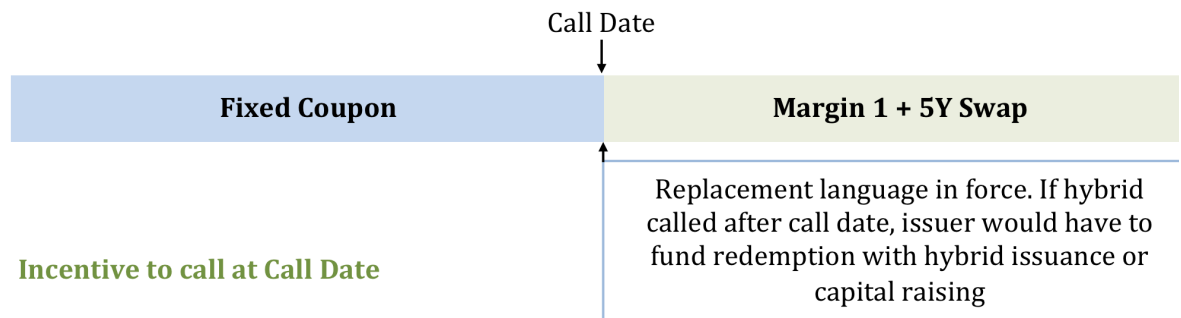 Call Date
Fixed Coupon
Margin 1 + 5Y Swap
Replacement language in force. If hybrid
called after call date, issuer would have to
fund redemption with hybrid issuance or
capital raising
Incentive to call at Call Date